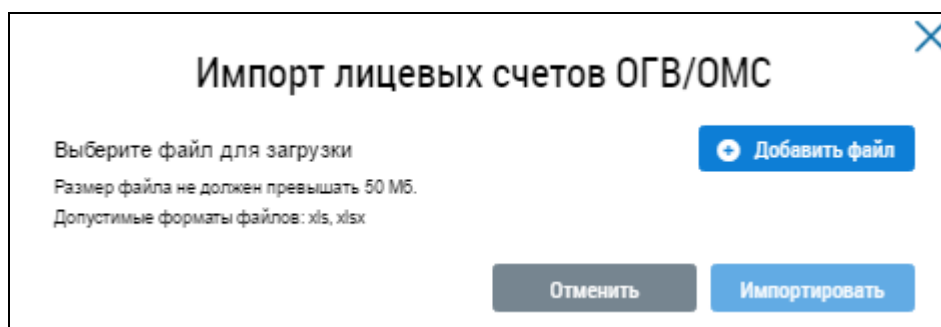 Импорт лицевых счетов ОГВ/ОМС
Выберите файл для загрузки
Добавить файл
Размер файла не должен превышать 50 Мб.
Допустимые форматы файлов: xls, xlsx
Отменить
Импортировать